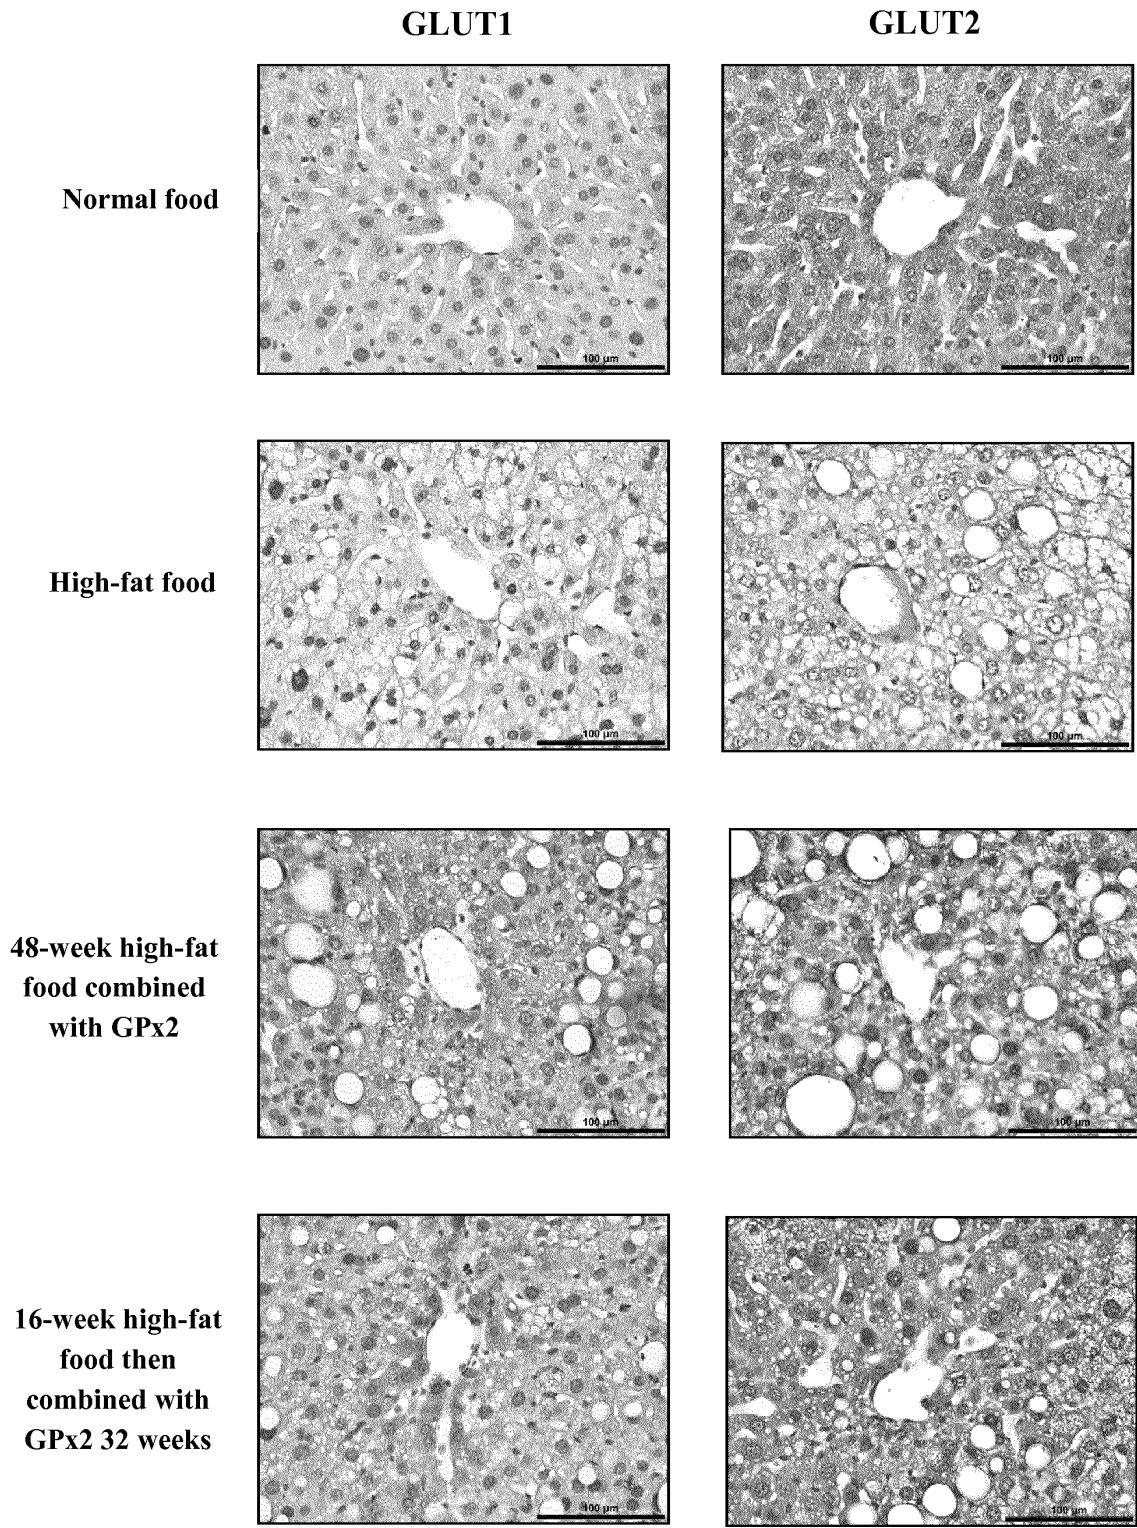 GLUT1
GLUT2
Normal food
100 µm
100 µm
High-fat food
100 µm
100 µm
48-week high-fat
food combined
with GPx2
100 µm
100 µm
16-week high-fat
food then
combined with
GPx2 32 weeks
100 µm
100 µm